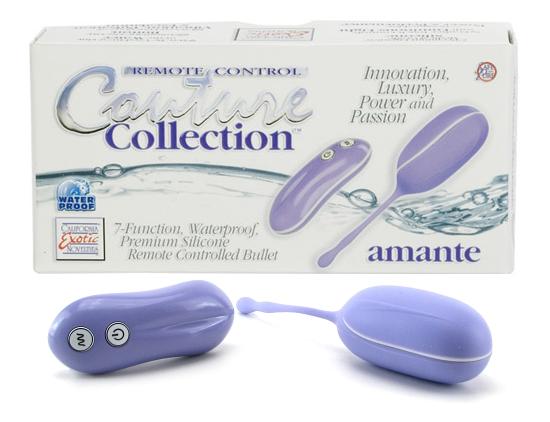 REMOTE CONTROL
Couture
Collection™
Innovation,
Luxury,
Power and
Passion
WATER
PROOF
CALIFORNIA
Exotic
NOVELTIES
7-Function, Waterproof,
Premium Silicone
Remote Controlled Bullet
amante